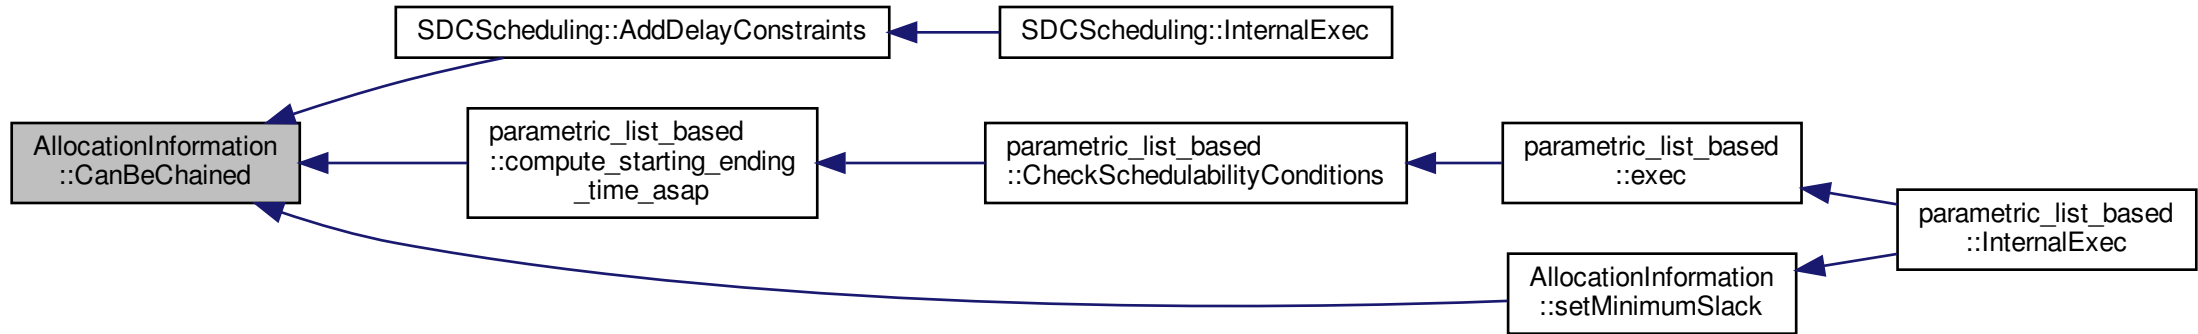 SDCScheduling::AddDelayConstraints
SDCScheduling::InternalExec
AllocationInformation
::CanBeChained
parametric_list_based
::compute_starting_ending
_time_asap
parametric_list_based
::CheckSchedulabilityConditions
parametric_list_based
::exec
parametric_list_based
::InternalExec
AllocationInformation
::setMinimumSlack